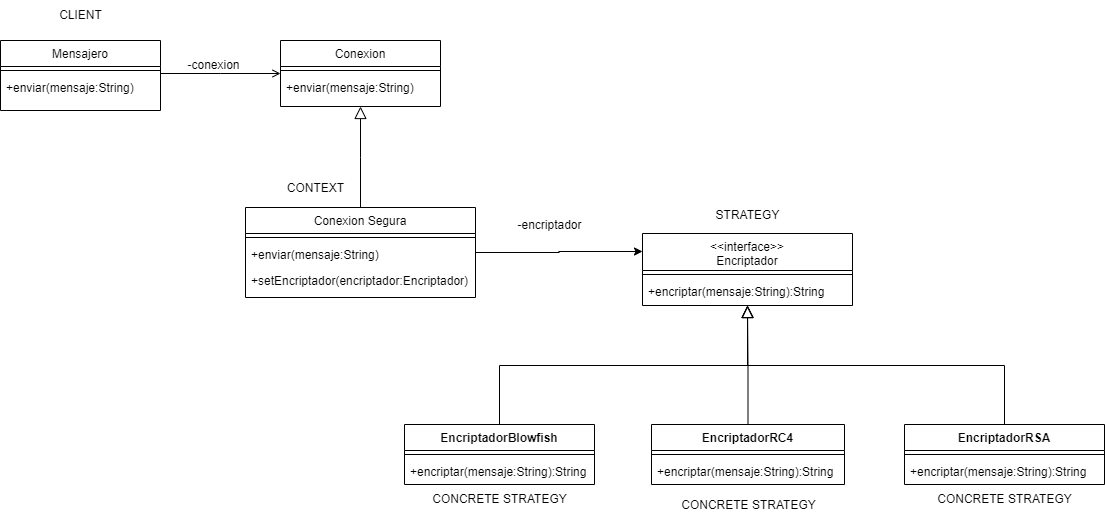 CLIENT
Mensajero
+enviar(mensaje:String)
-conexion
Conexion
+enviar(mensaje:String)
CONTEXT
Conexion Segura
+enviar(mensaje:String)
+setEncriptador(encriptador:Encriptador)
-encriptador
STRATEGY
<<interface>>
Encriptador
+encriptar(mensaje:String):String
EncriptadorBlowfish
+encriptar(mensaje:String):String
CONCRETE STRATEGY
EncriptadorRC4
+encriptar(mensaje:String):String
CONCRETE STRATEGY
EncriptadorRSA
+encriptar(mensaje:String):String
CONCRETE STRATEGY